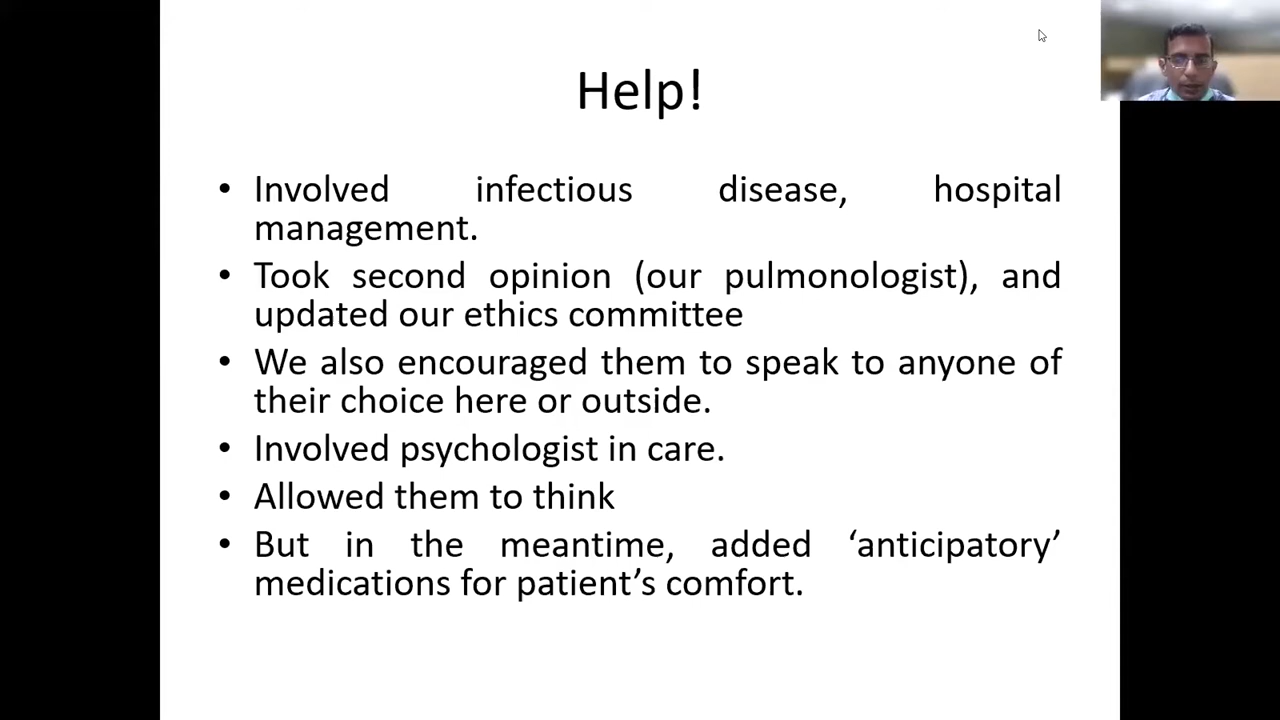 Help!
• Involved infectious disease, hospital
management.
• Took second opinion (our pulmonologist), and
updated our ethics committee
• We also encouraged them to speak to anyone of
their choice here or outside.
• Involved psychologist in care.
• Allowed them to think
• But in the meantime, added ‘anticipatory’
medications for patient’s comfort.